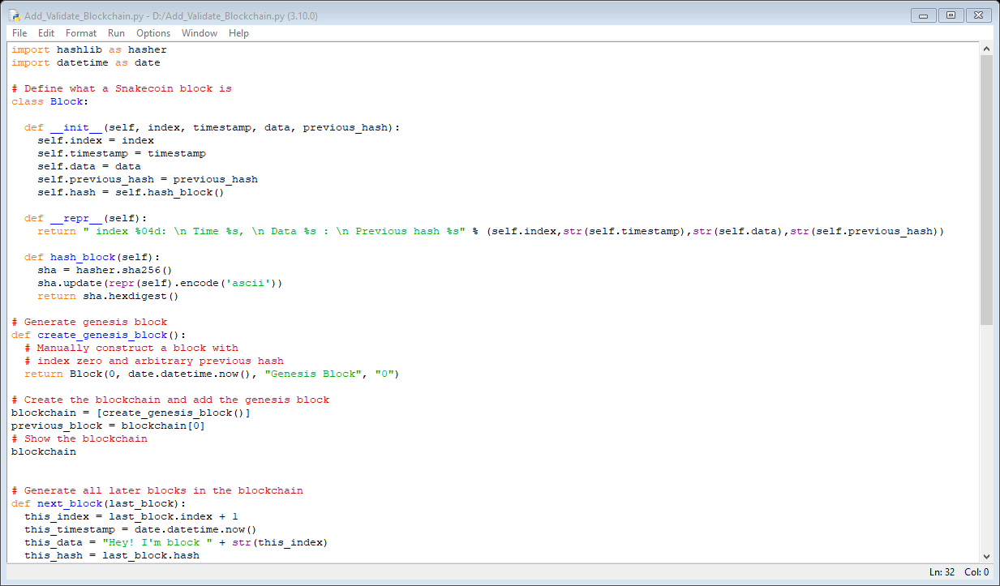 Add_Validate_Blockchain.py - D:/Add_Validate_Blockchain.py (3.10.0)
File Edit Format Run Options Window Help
import hashlib as hasher
import datetime as date

# Define what a Snakecoin block is
class Block:

  def __init__(self, index, timestamp, data, previous_hash):
    self.index = index
    self.timestamp = timestamp
    self.data = data
    self.previous_hash = previous_hash
    self.hash = self.hash_block()

  def __repr__(self):
    return " index %04d: \n Time %s, \n Data %s : \n Previous hash %s" % (self.index,str(self.timestamp),str(self.data),str(self.previous_hash))

  def hash_block(self):
    sha = hasher.sha256()
    sha.update(repr(self).encode('ascii'))
    return sha.hexdigest()

# Generate genesis block
def create_genesis_block():
  # Manually construct a block with
  # index zero and arbitrary previous hash
  return Block(0, date.datetime.now(), "Genesis Block", "0")

# Create the blockchain and add the genesis block
blockchain = [create_genesis_block()]
previous_block = blockchain[0]
# Show the blockchain
blockchain


# Generate all later blocks in the blockchain
def next_block(last_block):
  this_index = last_block.index + 1
  this_timestamp = date.datetime.now()
  this_data = "Hey! I'm block " + str(this_index)
  this_hash = last_block.hash
Ln: 32 Col: 0